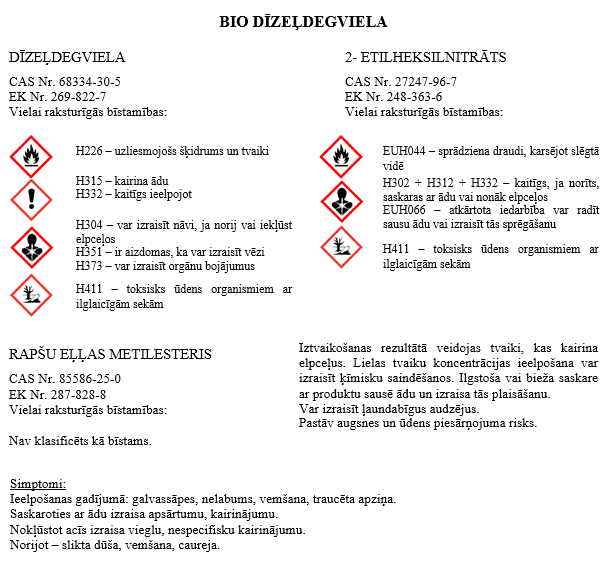 BIO DĪZEĻDEGVIELA
DĪZEĻDEGVIELA
CAS Nr. 68334-30-5
EK Nr. 269-822-7
Vielai raksturīgās bīstamības:
H226 – uzliesmojošs šķidrums un tvaiki
H315 – kairina ādu
H332 – kaitīgs ieelpojot
H304 – var izraisīt nāvi, ja norij vai iekļūst
elpceļos
H351 – ir aizdomas, ka var izraisīt vēzi
H373 – var izraisīt orgānu bojājumus
H411 – toksisks ūdens organismiem ar
ilglaicīgām sekām
2- ETILHEKSILNITRĀTS
CAS Nr. 27247-96-7
EK Nr. 248-363-6
Vielai raksturīgās bīstamības:
EUH044 – sprādziena draudi, karsējot slēgtā
vidē
H302 + H312 + H332 – kaitīgs, ja norīts,
saskaras ar ādu vai nonāk elpceļos
EUH066 – atkārtota iedarbība var radīt
sausu ādu vai izraisīt tās sprēgāšanu
H411 – toksisks ūdens organismiem ar
ilglaicīgām sekām
RAPŠU EĻĻAS METILESTERIS
CAS Nr. 85586-25-0
EK Nr. 287-828-8
Vielai raksturīgās bīstamības:
Nav klasificēts kā bīstams.
Iztvaikošanas rezultātā veidojas tvaiki, kas kairina
elpceļus. Lielas tvaiku koncentrācijas ieelpošana var
izraisīt ķīmisku saindēšanos. Ilgstoša vai bieža saskare
ar produktu sausē ādu un izraisa tās plaisāšanu.
Var izraisīt ļaundabīgus audzējus.
Pastāv augsnes un ūdens piesārņojuma risks.
Simptomi:
Ieelpošanas gadījumā: galvassāpes, nelabums, vemšana, traucēta apziņa.
Saskaroties ar ādu izraisa apsārtumu, kairinājumu.
Nokļūstot acīs izraisa vieglu, nespecifisku kairinājumu.
Norijot – slikta dūša, vemšana, caureja.